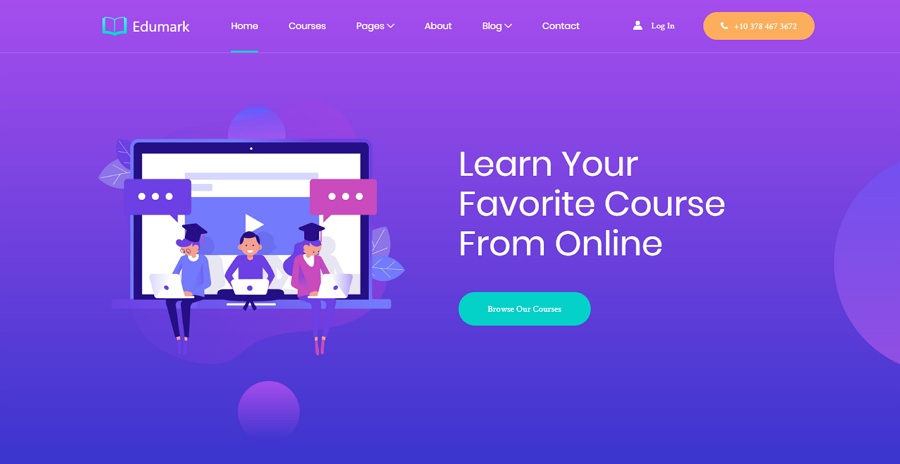 Edumark
Home
Courses
Pages
About
Blog
Contact
Log In
+10 378 467 3672
Learn Your
Favorite Course
From Online
Browse Our Courses